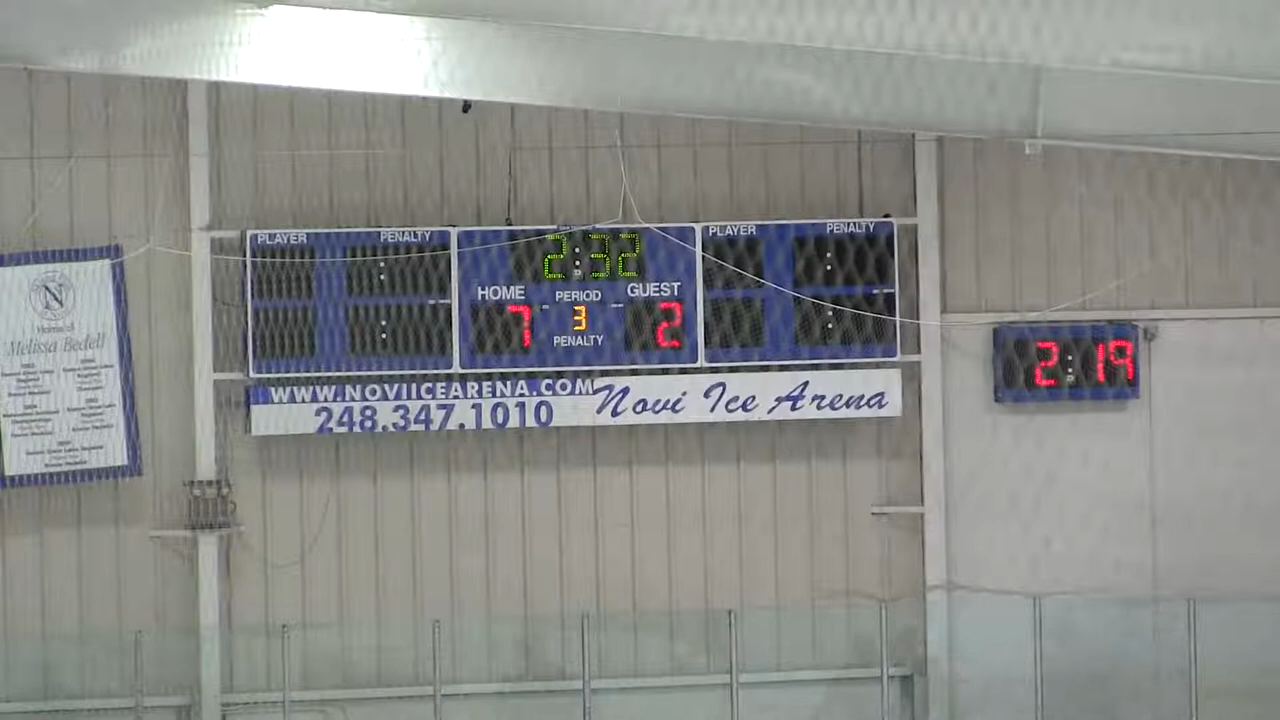 PLAYER PENALTY
2:32
PLAYER PENALTY
HOME PERIOD GUEST
7 3 2
PENALTY
2:19
WWW.NOVIICEARENA.COM
248.347.1010
Novi Ice Arena
N
Melissa Bedell